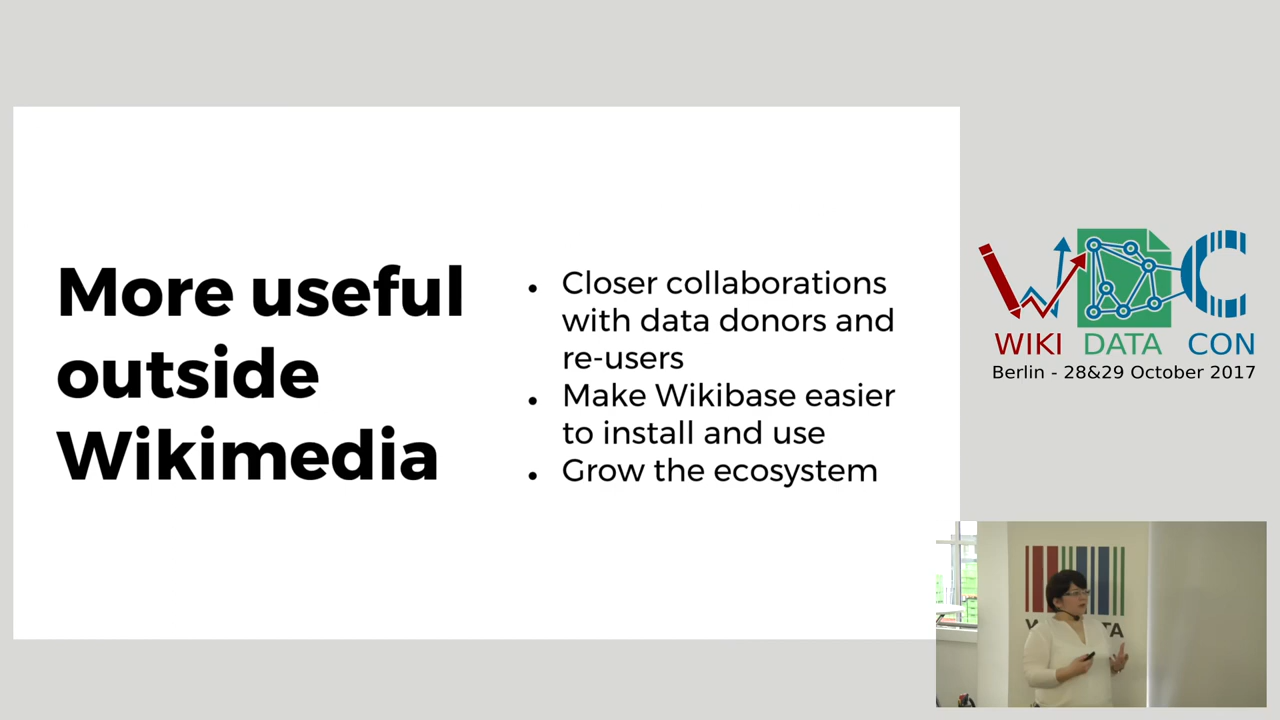 More useful
outside
Wikimedia
• Closer collaborations
with data donors and
re-users
• Make Wikibase easier
to install and use
• Grow the ecosystem
WDC
WIKI DATA CON
Berlin - 28&29 October 2017